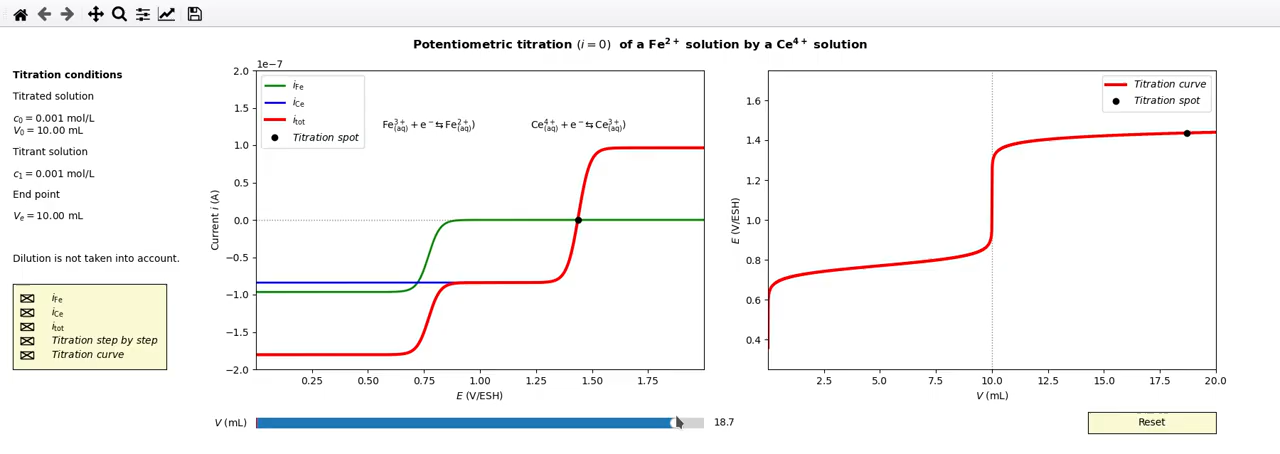 Potentiometric titration (i = 0) of a Fe²⁺ solution by a Ce⁴⁺ solution
Titration conditions
Titrated solution
c₀ = 0.001 mol/L
V₀ = 10.00 mL
Titrant solution
c₁ = 0.001 mol/L
End point
Vₑ = 10.00 mL
Dilution is not taken into account.
i_Fe
i_Ce
i_tot
Titration step by step
Titration curve
1e−7
2.0
1.5
1.0
0.5
0.0
−0.5
−1.0
−1.5
−2.0
Current i (A)
i_Fe
i_Ce
i_tot
Titration spot
Fe³⁺₍aq₎ + e⁻ ⇆ Fe²⁺₍aq₎)
Ce⁴⁺₍aq₎ + e⁻ ⇆ Ce³⁺₍aq₎)
0.25 0.50 0.75 1.00 1.25 1.50 1.75
E (V/ESH)
V (mL) 18.7
1.6
1.4
1.2
1.0
0.8
0.6
0.4
E (V/ESH)
Titration curve
Titration spot
2.5 5.0 7.5 10.0 12.5 15.0 17.5 20.0
V (mL)
Reset